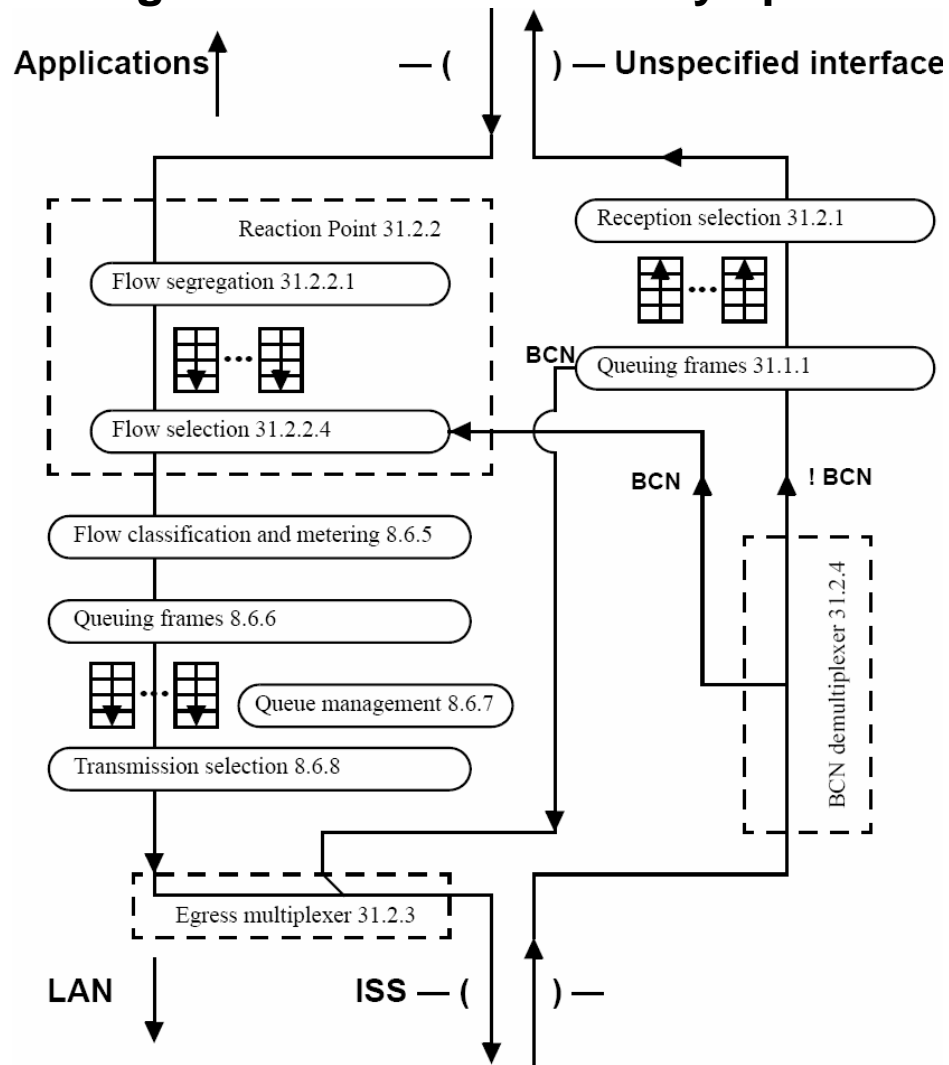 Applications
— ( ) — Unspecified interface
Reaction Point 31.2.2
Reception selection 31.2.1
Flow segregation 31.2.2.1
...
...
BCN
Queuing frames 31.1.1
Flow selection 31.2.2.4
BCN
! BCN
Flow classification and metering 8.6.5
BCN demultiplexer 31.2.4
Queuing frames 8.6.6
...
Queue management 8.6.7
Transmission selection 8.6.8
Egress multiplexer 31.2.3
LAN
ISS — ( ) —